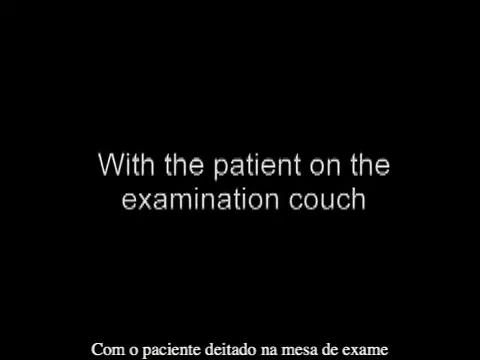 With the patient on the
examination couch
Com o paciente deitado na mesa de exame